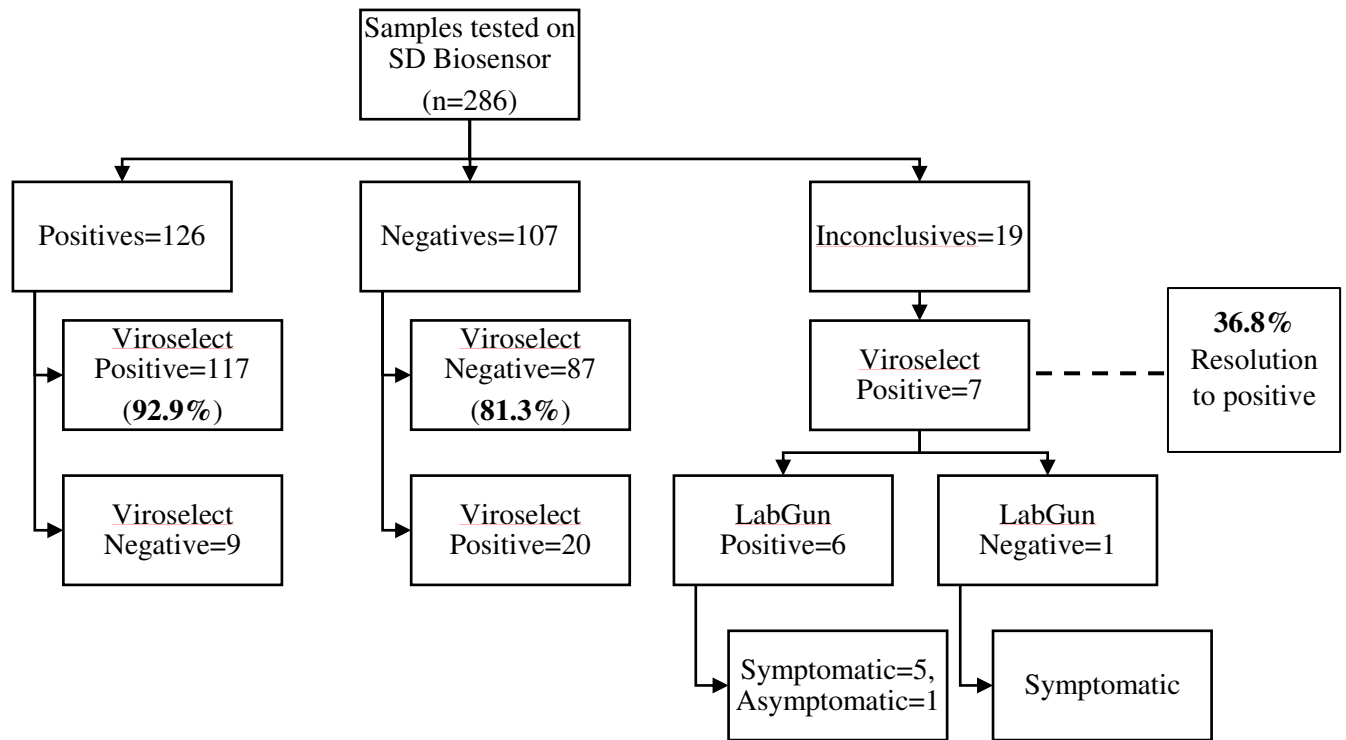 Samples tested on
SD Biosensor
(n=286)
Positives=126
Negatives=107
Inconclusives=19
Viroselect
Positive=117
(92.9%)
Viroselect
Negative=87
(81.3%)
Viroselect
Positive=7
36.8%
Resolution
to positive
Viroselect
Negative=9
Viroselect
Positive=20
LabGun
Positive=6
LabGun
Negative=1
Symptomatic=5,
Asymptomatic=1
Symptomatic